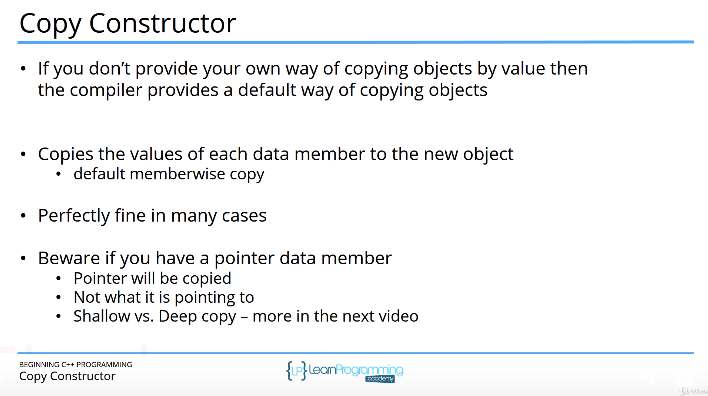 Copy Constructor
• If you don't provide your own way of copying objects by value then
the compiler provides a default way of copying objects
• Copies the values of each data member to the new object
• default memberwise copy
• Perfectly fine in many cases
• Beware if you have a pointer data member
• Pointer will be copied
• Not what it is pointing to
• Shallow vs. Deep copy – more in the next video
BEGINNING C++ PROGRAMMING
Copy Constructor
{LP} LearnProgramming
academy